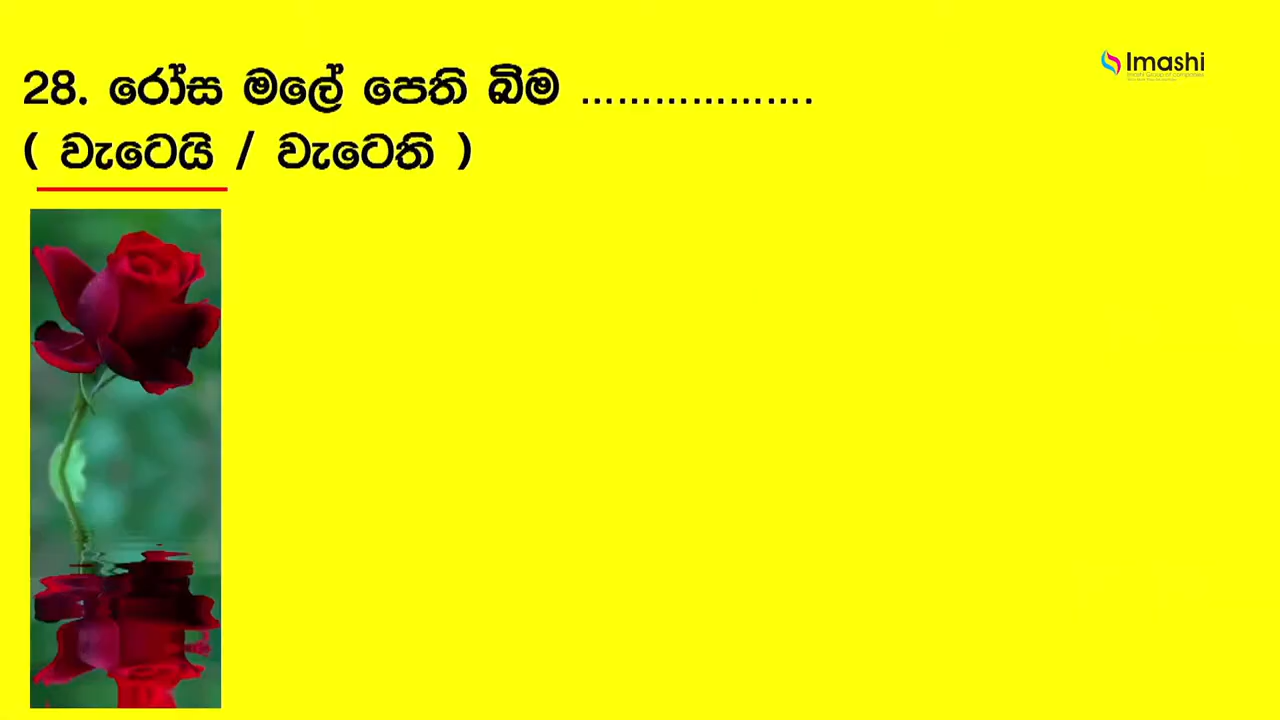 28. රෝස මලේ පෙති බිම ...................
( වැටෙයි / වැටෙති )
Imashi